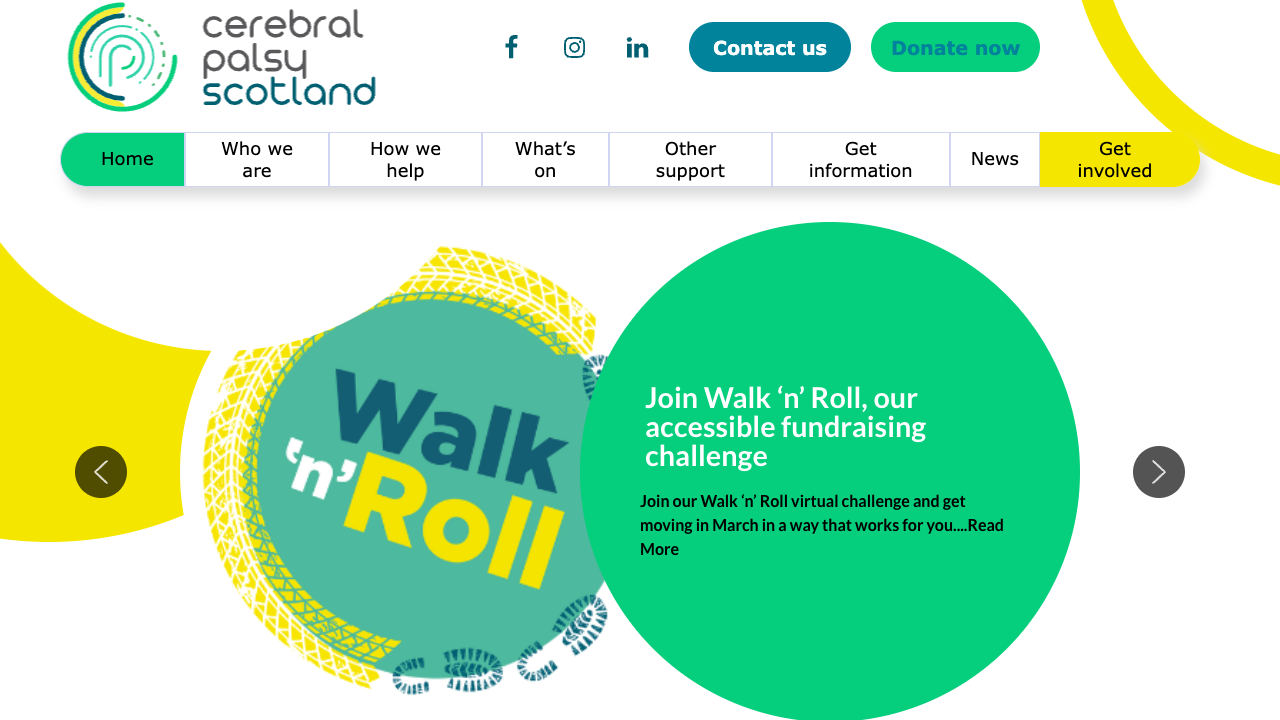 cerebral
palsy
scotland
Contact us
Donate now
Home
Who we
are
How we
help
What’s
on
Other
support
Get
information
News
Get
involved
Walk
‘n’ Roll
Join Walk ‘n’ Roll, our
accessible fundraising
challenge
Join our Walk ‘n’ Roll virtual challenge and get
moving in March in a way that works for you....Read
More